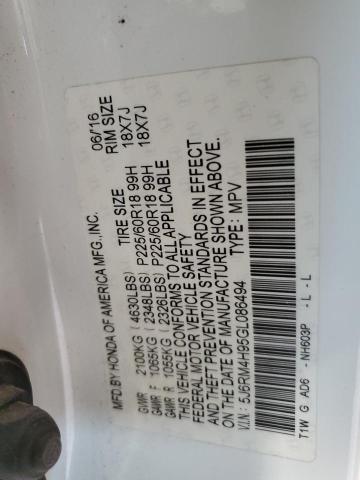 MFD.BY HONDA OF AMERICA MFG.,INC. 06/16
TIRE SIZE RIM SIZE
GVWR 2100KG (4630LBS)
GAWR F 1065KG (2348LBS) P225/60R18 99H 18X7J
GAWR R 1055KG (2328LBS) P225/60R18 99H 18X7J
THIS VEHICLE CONFORMS TO ALL APPLICABLE
FEDERAL MOTOR VEHICLE SAFETY
AND THEFT PREVENTION STANDARDS IN EFFECT
ON THE DATE OF MANUFACTURE SHOWN ABOVE.
V.I.N.: 5J6RM4H95GL086494 TYPE: MPV
T1W G AD6 - NH603P - L - L